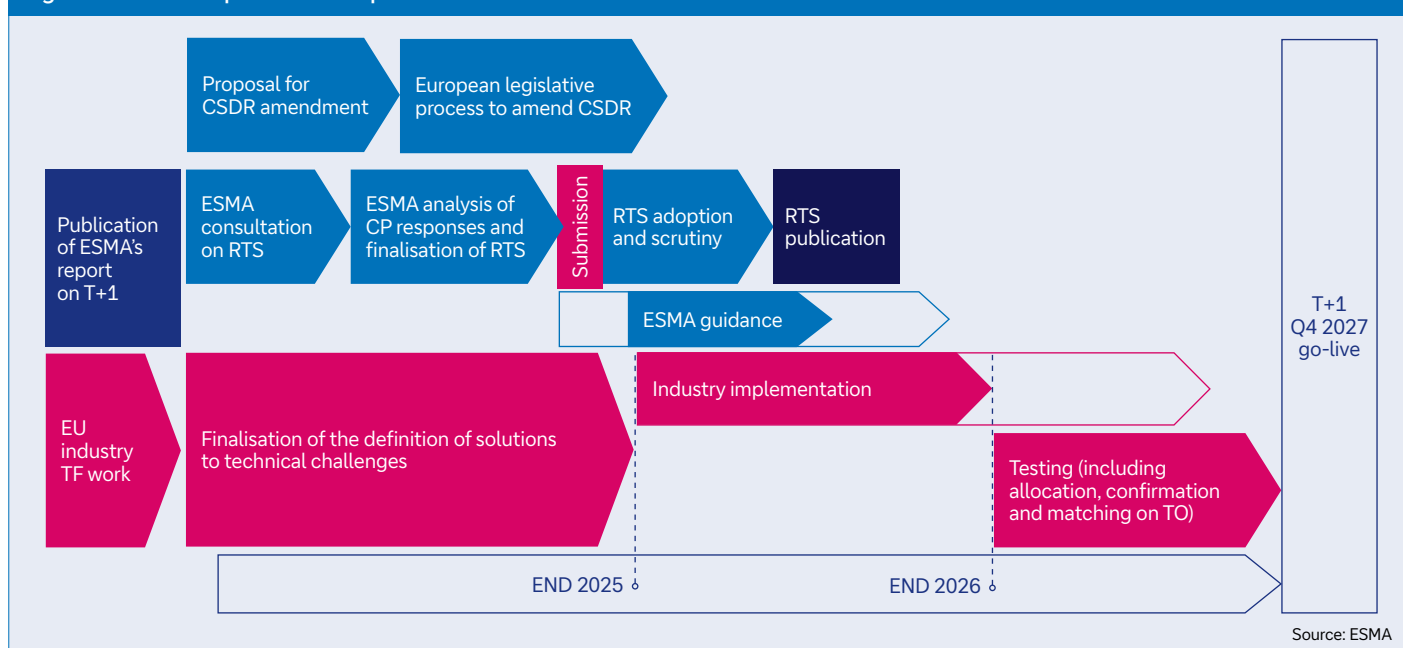 Proposal for
CSDR amendment
European legislative
process to amend CSDR
Publication
of ESMA's
report
on T+1
ESMA
consultation
on RTS
ESMA analysis of
CP responses and
finalisation of RTS
Submission
RTS adoption
and scrutiny
RTS
publication
ESMA guidance
T+1
Q4 2027
go-live
EU
industry
TF work
Finalisation of the definition of solutions
to technical challenges
Industry implementation
Testing (including
allocation, confirmation
and matching on TO)
END 2025
END 2026
Source: ESMA